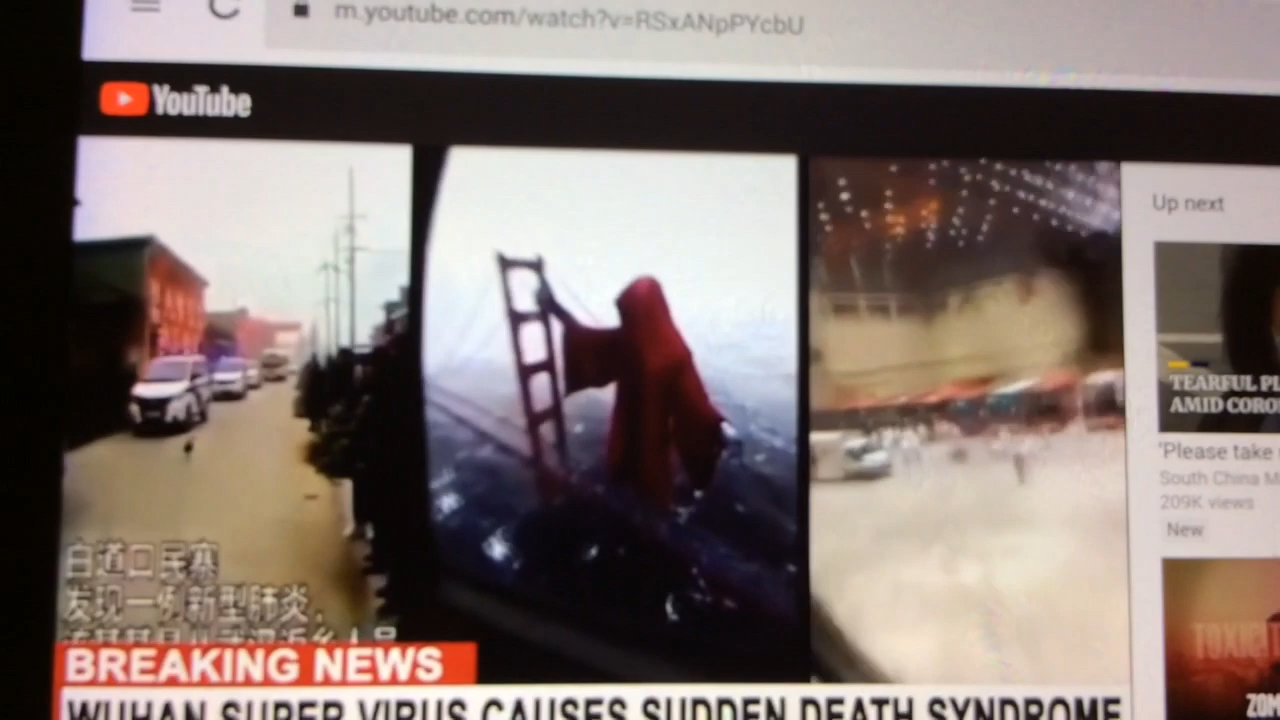 m.youtube.com/watch?v=RSxANpPYcbU
YouTube
Up next
TEARFUL PL
AMID CORO
'Please take
South China M
209K views
New
白道口民寨
发现一例新型肺炎，
BREAKING NEWS
WUHAN SUPER VIRUS CAUSES SUDDEN DEATH SYNDROME
TOXIC
ZOM